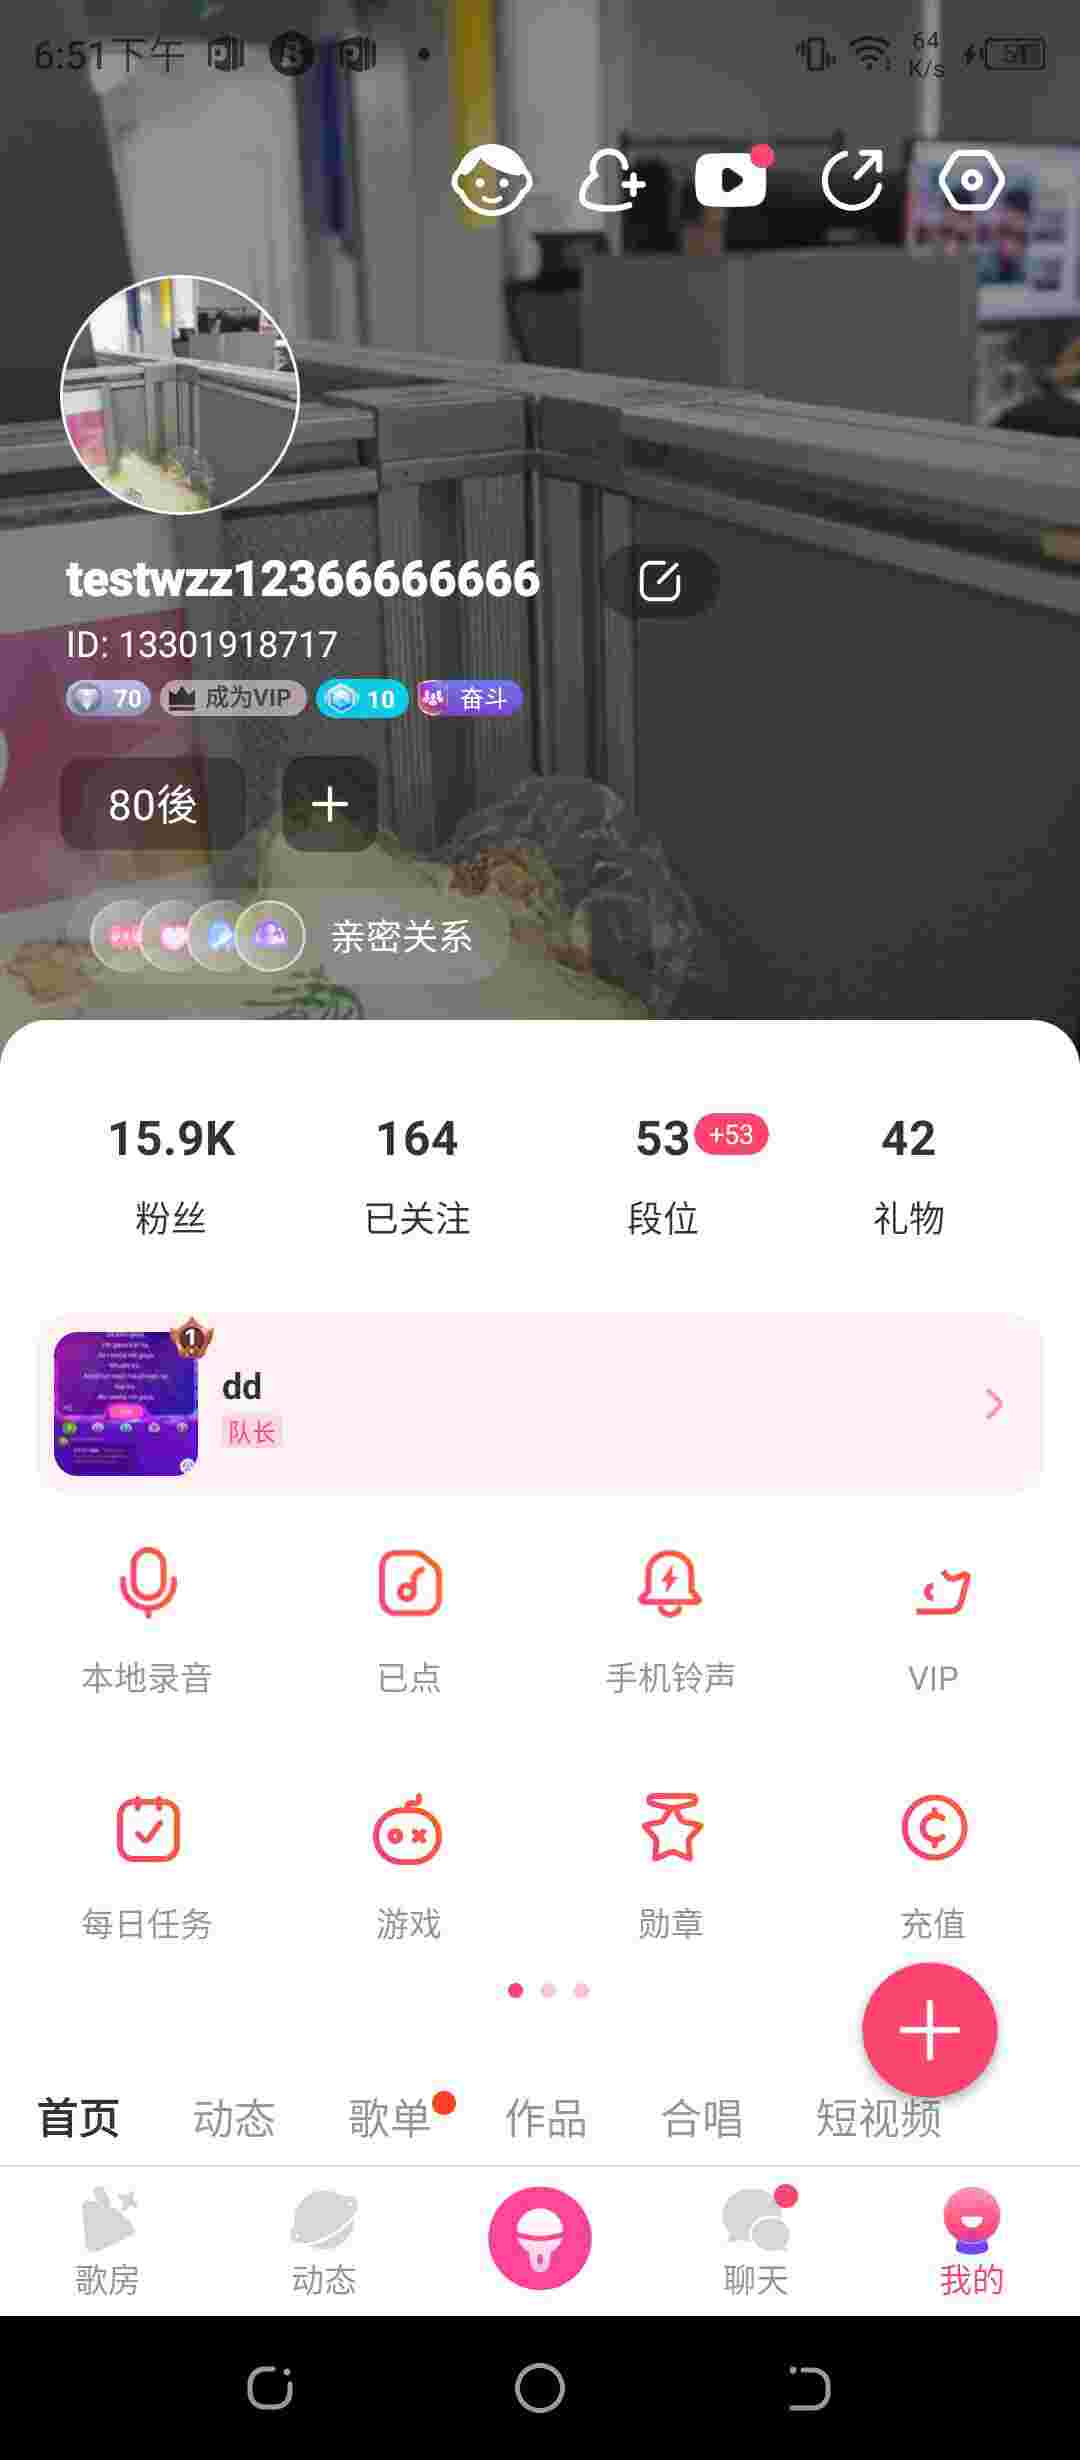 6:51下午
64
K/s
51
testwzz12366666666
ID: 13301918717
70 成为VIP 10 奋斗
80後
亲密关系
15.9K 164 53 +53 42
粉丝 已关注 段位 礼物
1
dd
队长
本地录音 已点 手机铃声 VIP
每日任务 游戏 勋章 充值
首页 动态 歌单 作品 合唱 短视频
歌房 动态 聊天 我的